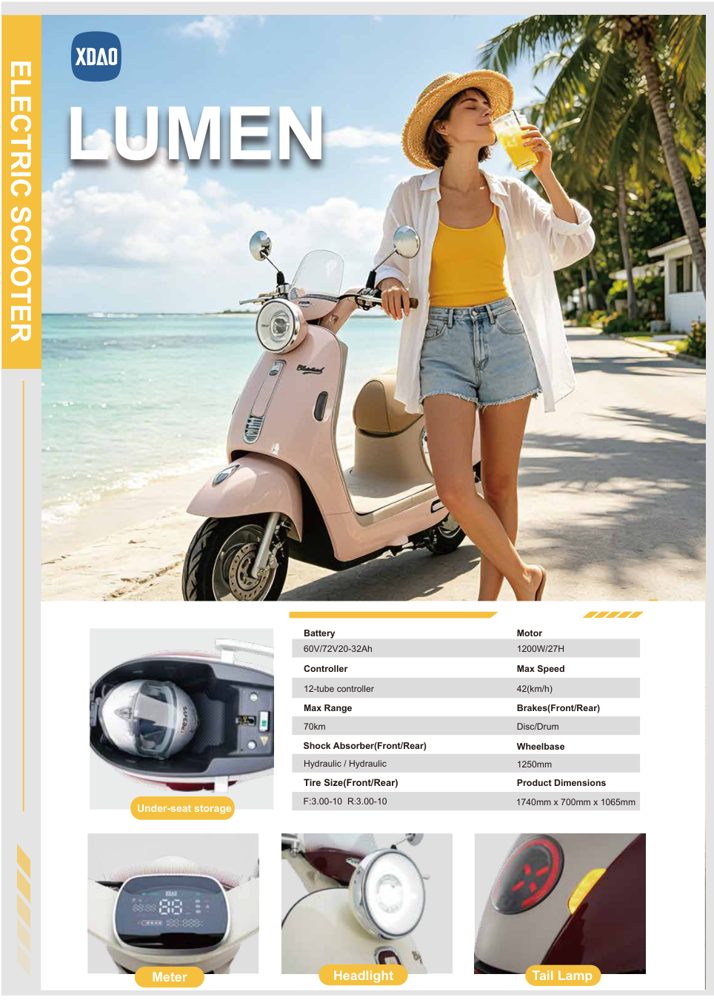 ELECTRIC SCOOTER
XDAO
LUMEN
Battery
Motor
60V/72V20-32Ah
1200W/27H
Controller
Max Speed
12-tube controller
42(km/h)
Max Range
Brakes(Front/Rear)
70km
Disc/Drum
Shock Absorber(Front/Rear)
Wheelbase
Hydraulic / Hydraulic
1250mm
Tire Size(Front/Rear)
Product Dimensions
F:3.00-10 R:3.00-10
1740mm x 700mm x 1065mm
Under-seat storage
XDAO
88
Meter
Headlight
Tail Lamp